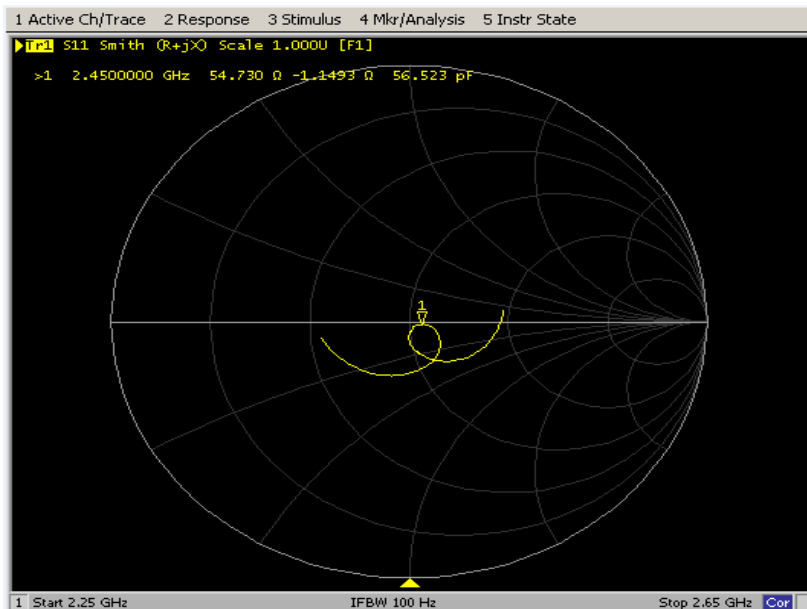 1 Active Ch/Trace 2 Response 3 Stimulus 4 Mkr/Analysis 5 Instr State
Tr1 S11 Smith (R+jX) Scale 1.000U [F1]
>1 2.4500000 GHz 54.730 Ω -1.1493 Ω 56.523 pF
1
1 Start 2.25 GHz IFBW 100 Hz Stop 2.65 GHz Cor